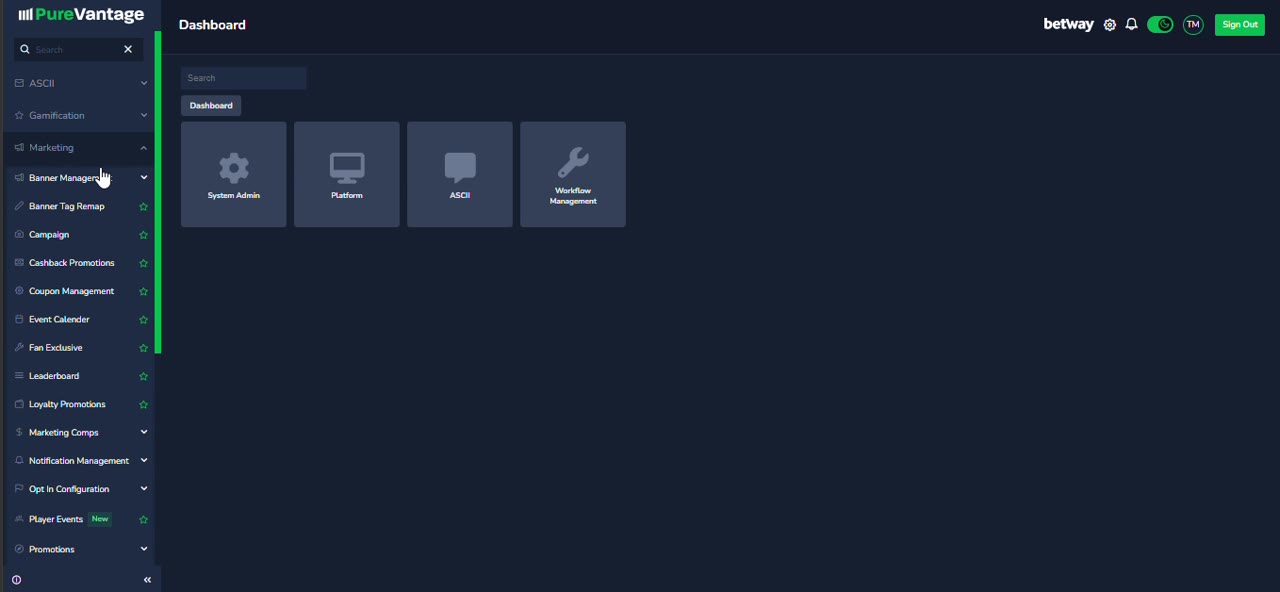 PureVantage
Search
ASCII
Gamification
Marketing
Banner Management
Banner Tag Remap
Campaign
Cashback Promotions
Coupon Management
Event Calender
Fan Exclusive
Leaderboard
Loyalty Promotions
Marketing Comps
Notification Management
Opt In Configuration
Player Events New
Promotions
Dashboard
betway
TM
Sign Out
Search
Dashboard
System Admin
Platform
ASCII
Workflow
Management